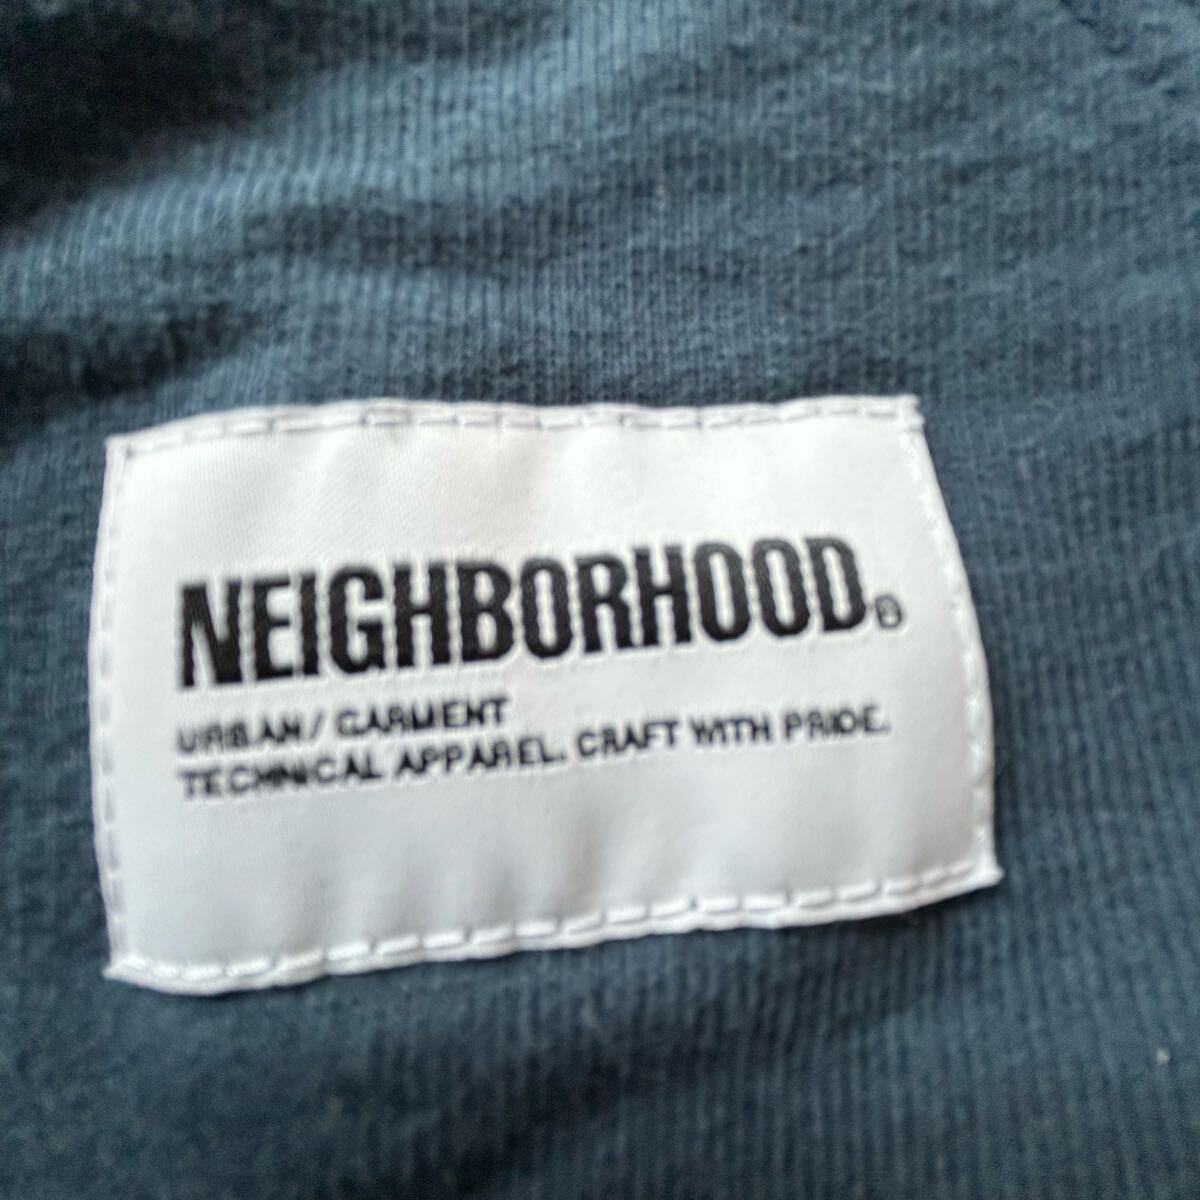 NEIGHBORHOOD®
URBAN / GARMENT
TECHNICAL APPAREL. CRAFT WITH PRIDE.